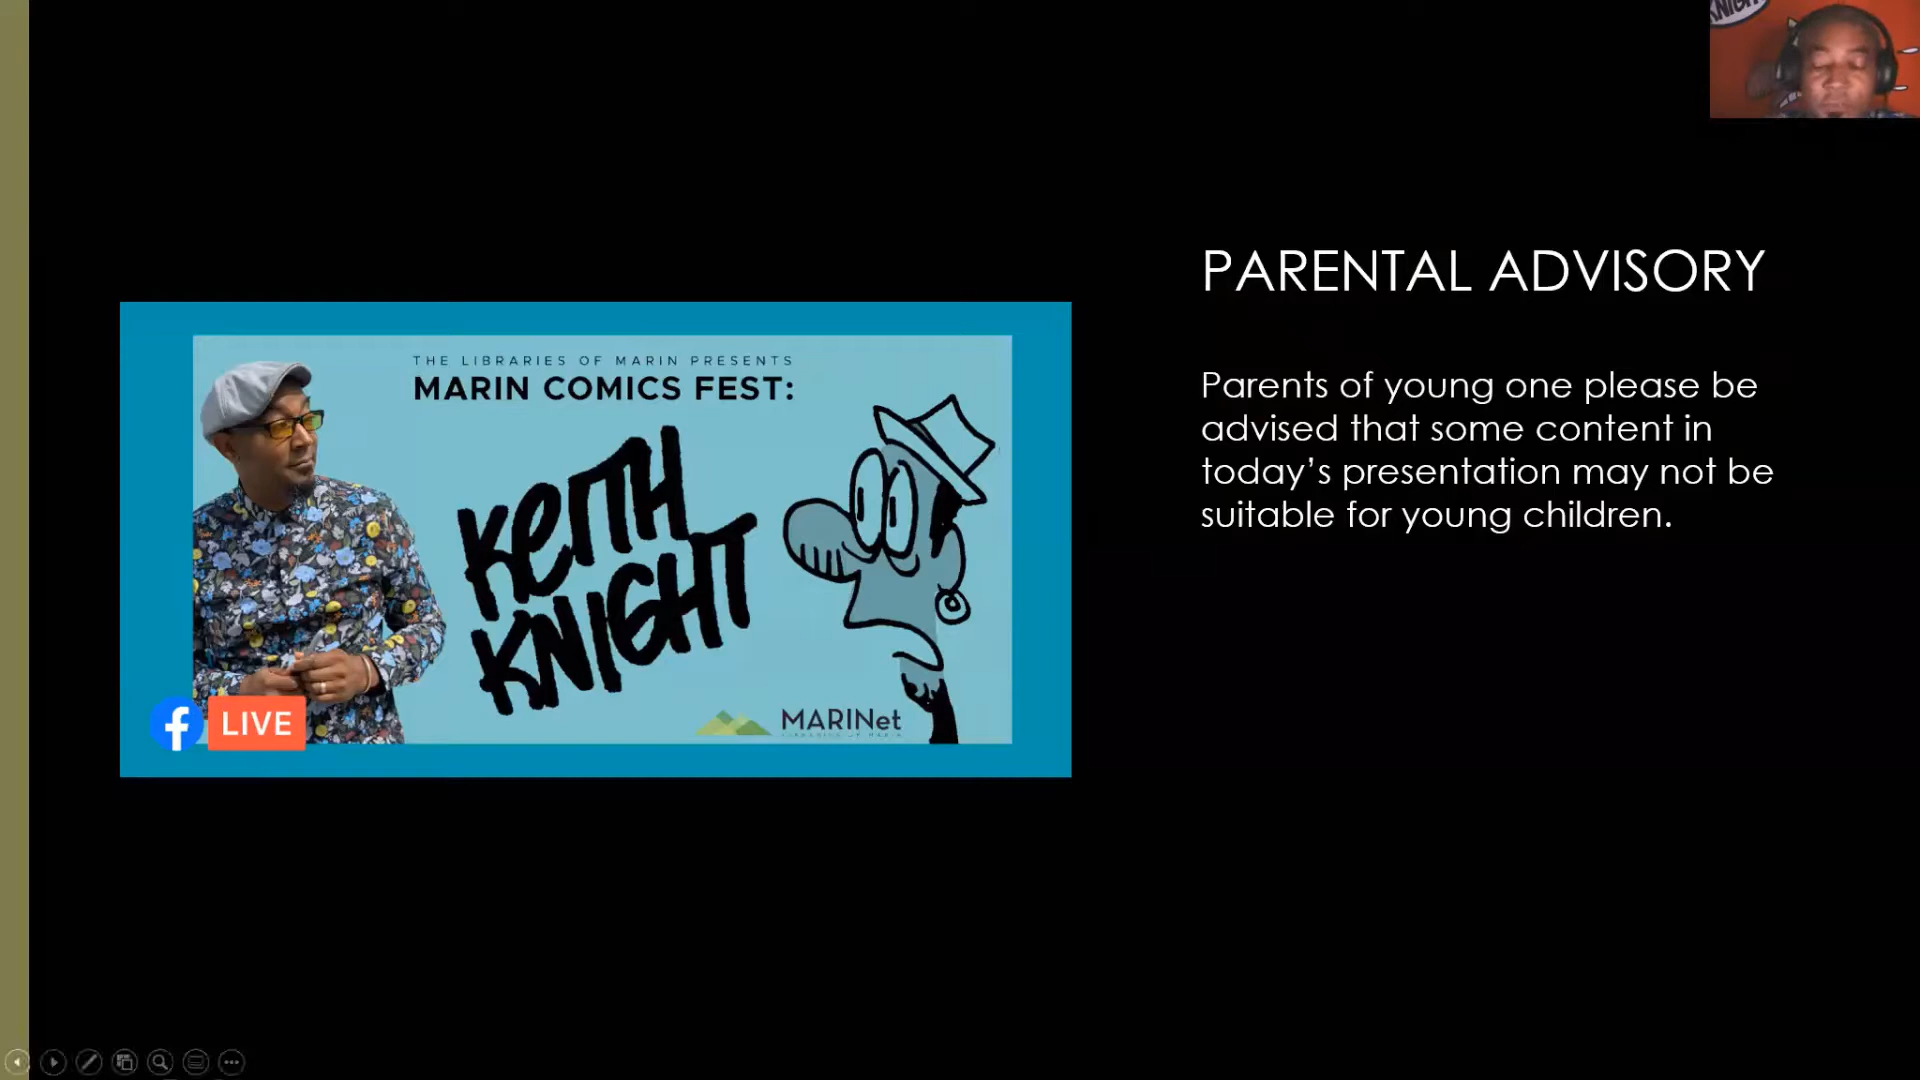 KNIGHT
THE LIBRARIES OF MARIN PRESENTS
MARIN COMICS FEST:
KeITH
KNIGHT
LIVE
MARINet
PARENTAL ADVISORY
Parents of young one please be
advised that some content in
today’s presentation may not be
suitable for young children.